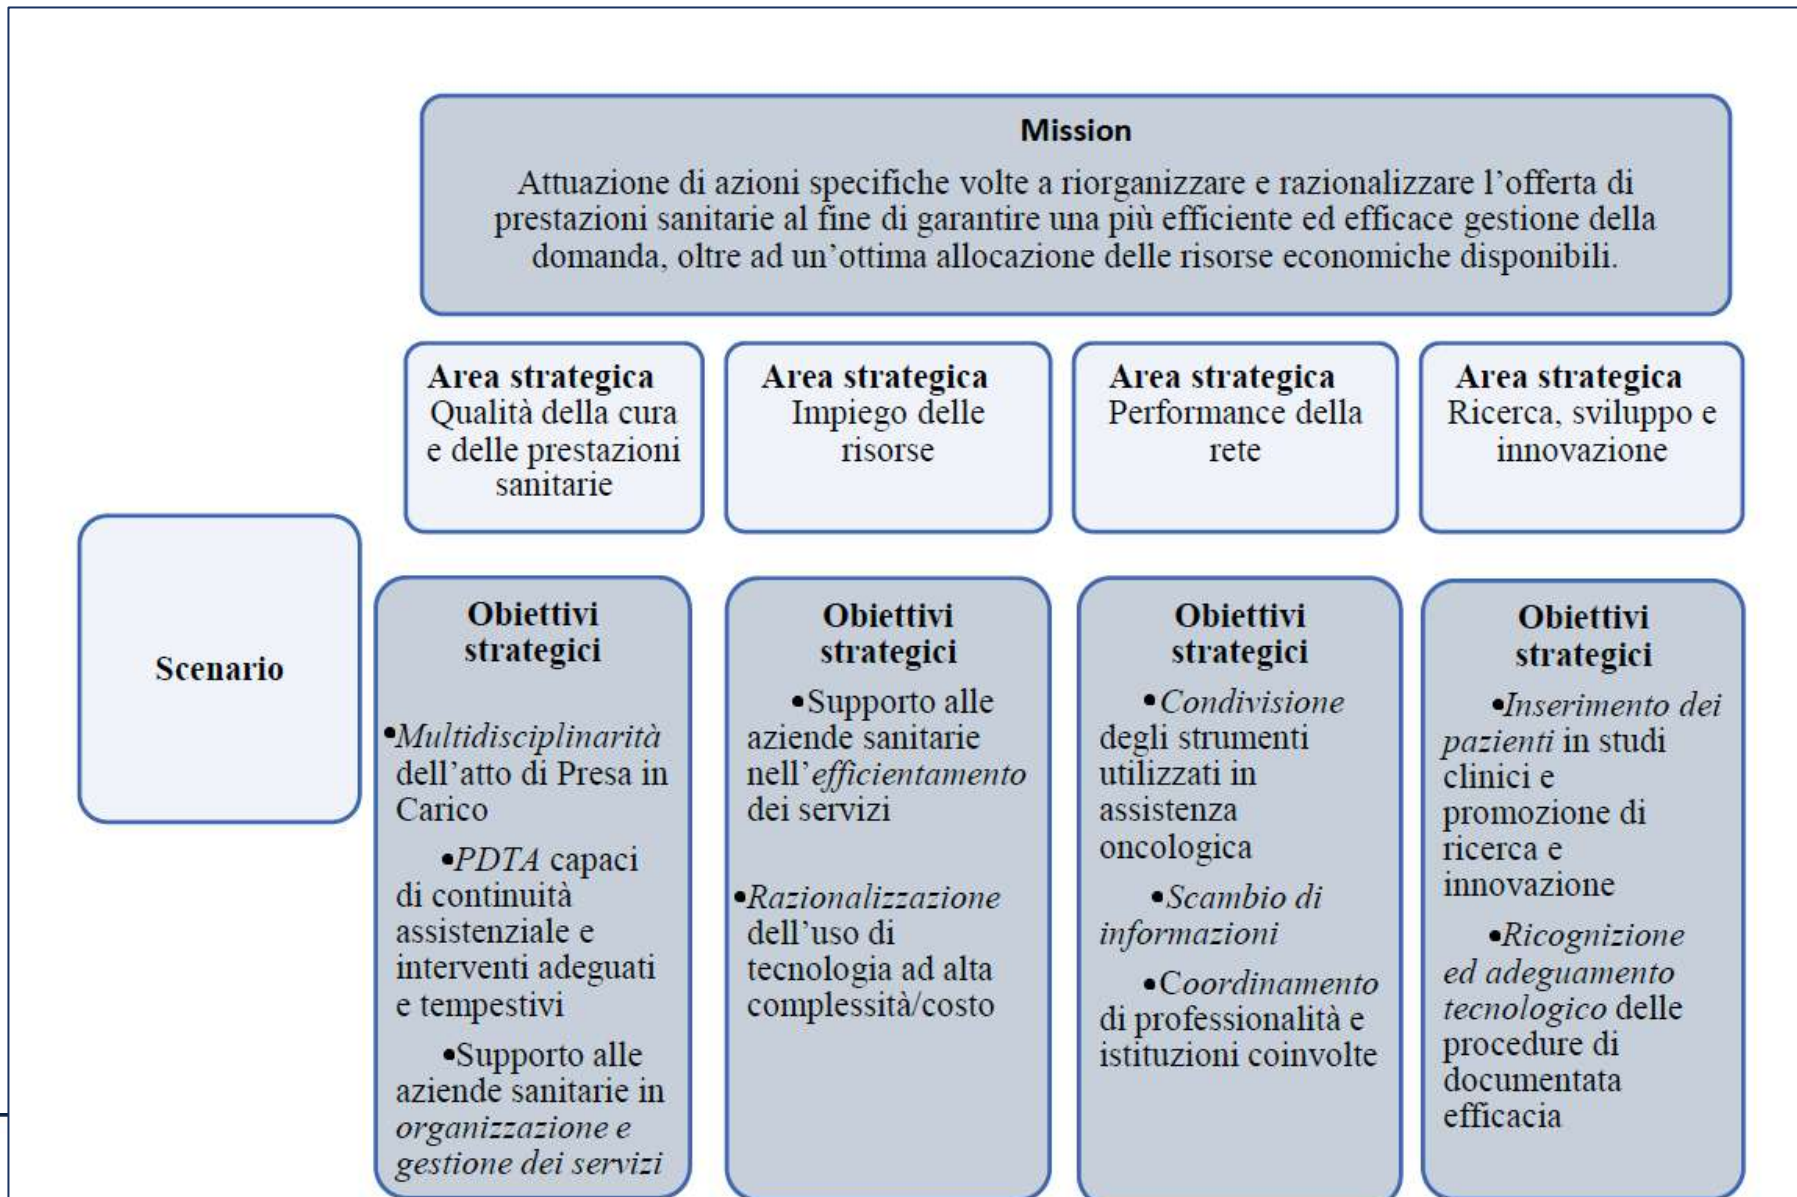 Mission
Attuazione di azioni specifiche volte a riorganizzare e razionalizzare l’offerta di
prestazioni sanitarie al fine di garantire una più efficiente ed efficace gestione della
domanda, oltre ad un’ottima allocazione delle risorse economiche disponibili.
Area strategica
Qualità della cura
e delle prestazioni
sanitarie
Area strategica
Impiego delle
risorse
Area strategica
Performance della
rete
Area strategica
Ricerca, sviluppo e
innovazione
Scenario
Obiettivi
strategici
•Multidisciplinarità
dell’atto di Presa in
Carico
•PDTA capaci
di continuità
assistenziale e
interventi adeguati
e tempestivi
•Supporto alle
aziende sanitarie in
organizzazione e
gestione dei servizi
Obiettivi
strategici
•Supporto alle
aziende sanitarie
nell’efficientamento
dei servizi
•Razionalizzazione
dell’uso di
tecnologia ad alta
complessità/costo
Obiettivi
strategici
•Condivisione
degli strumenti
utilizzati in
assistenza
oncologica
•Scambio di
informazioni
•Coordinamento
di professionalità e
istituzioni coinvolte
Obiettivi
strategici
•Inserimento dei
pazienti in studi
clinici e
promozione di
ricerca e
innovazione
•Ricognizione
ed adeguamento
tecnologico delle
procedure di
documentata
efficacia